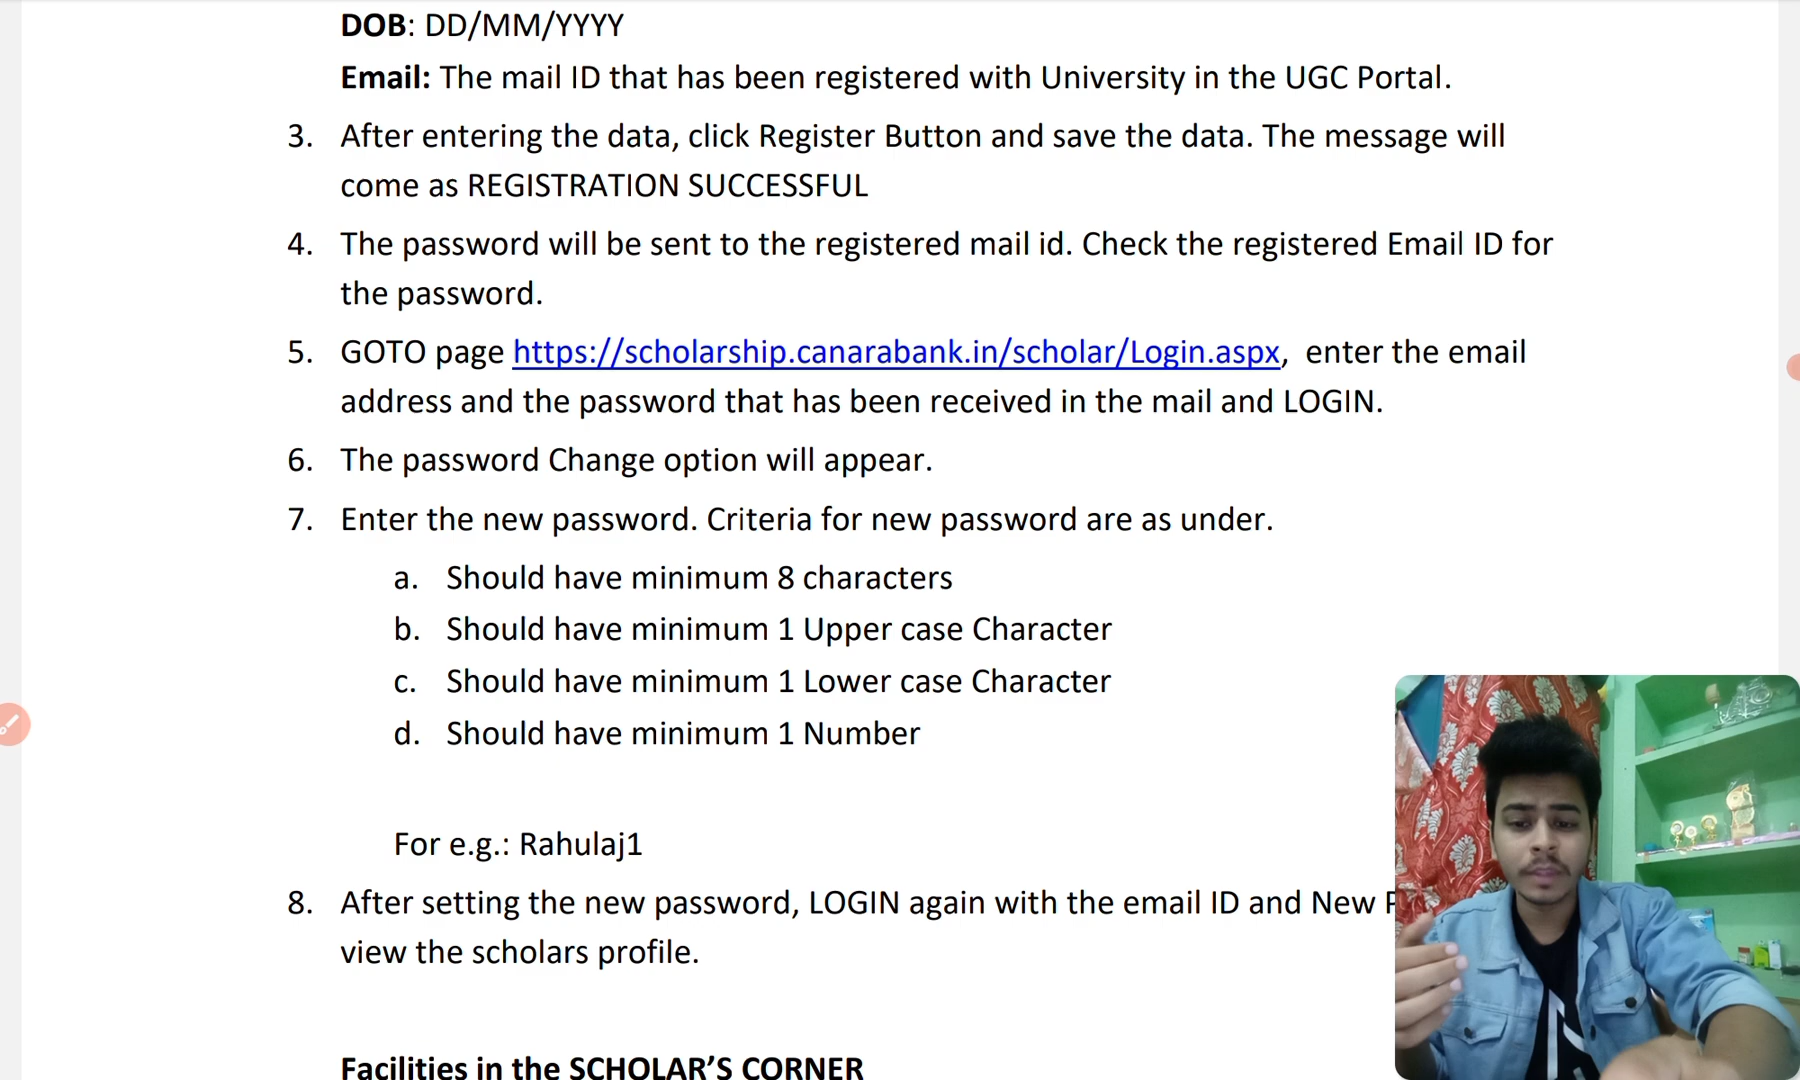 DOB: DD/MM/YYYY
Email: The mail ID that has been registered with University in the UGC Portal.
3. After entering the data, click Register Button and save the data. The message will
come as REGISTRATION SUCCESSFUL
4. The password will be sent to the registered mail id. Check the registered Email ID for
the password.
5. GOTO page https://scholarship.canarabank.in/scholar/Login.aspx, enter the email
address and the password that has been received in the mail and LOGIN.
6. The password Change option will appear.
7. Enter the new password. Criteria for new password are as under.
a. Should have minimum 8 characters
b. Should have minimum 1 Upper case Character
c. Should have minimum 1 Lower case Character
d. Should have minimum 1 Number
For e.g.: Rahulaj1
8. After setting the new password, LOGIN again with the email ID and New
view the scholars profile.
Facilities in the SCHOLAR'S CORNER